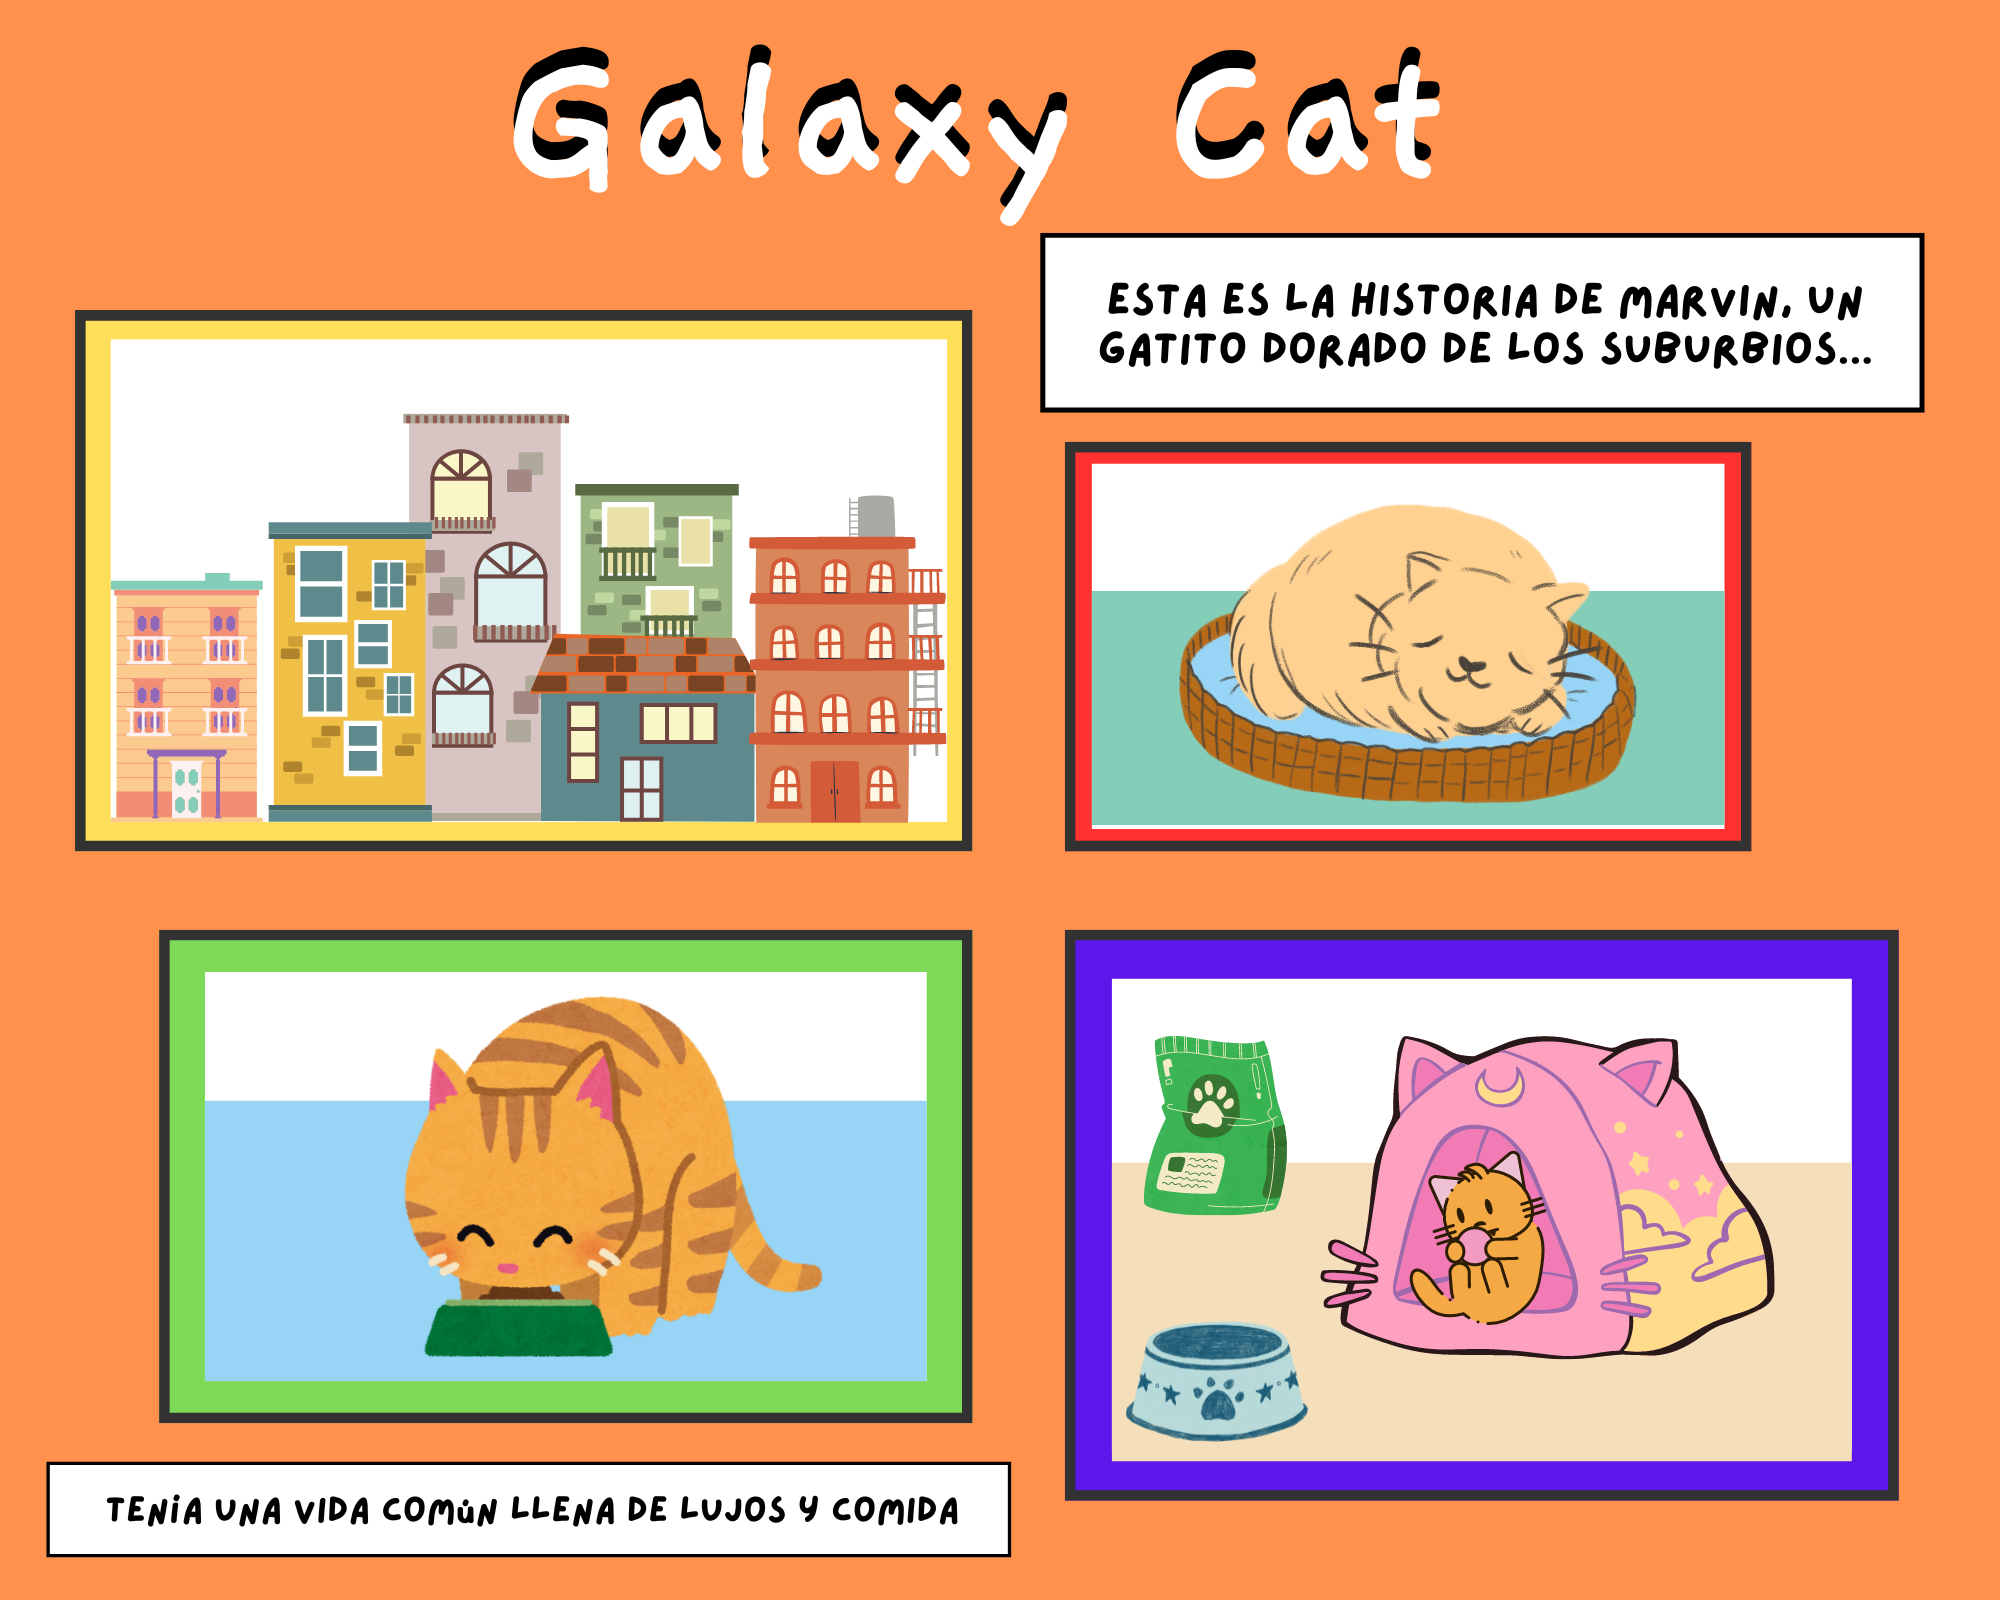 Galaxy Cat
ESTA ES LA HISTORIA DE MARVIN, UN
GATITO DORADO DE LOS SUBURBIOS...
TENÍA UNA VIDA COMÚN LLENA DE LUJOS Y COMIDA